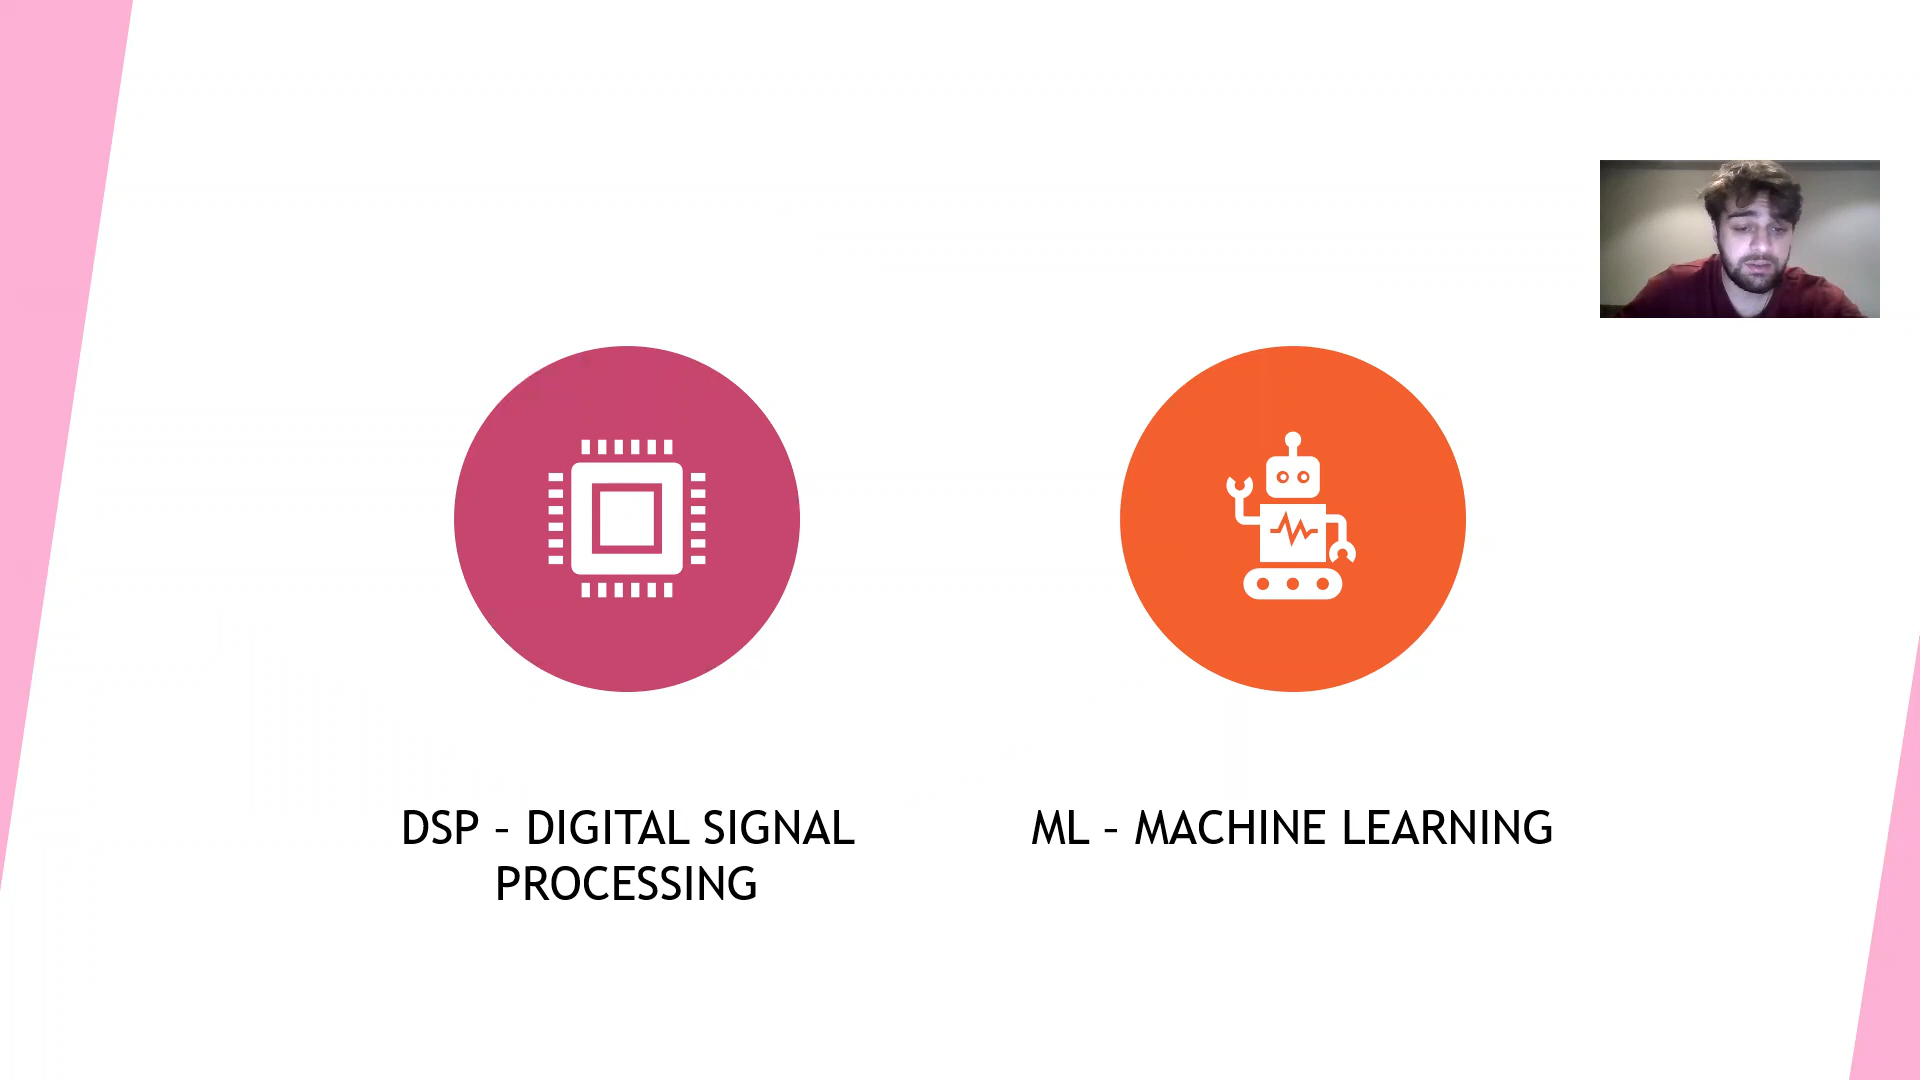 DSP – DIGITAL SIGNAL
PROCESSING
ML – MACHINE LEARNING